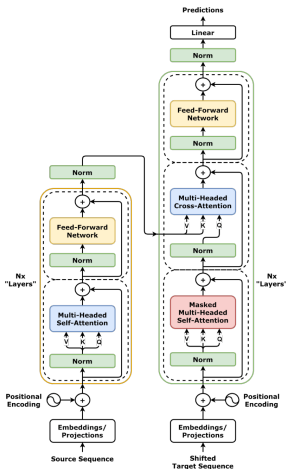 Predictions
Linear
Norm
Feed-Forward
Network
Norm
Norm
Multi-Headed
Cross-Attention
V K Q
Feed-Forward
Network
Norm
Norm
Nx
"Layers"
Nx
"Layers"
Multi-Headed
Self-Attention
V K Q
Norm
Masked
Multi-Headed
Self-Attention
V K Q
Norm
Positional
Encoding
Positional
Encoding
Embeddings/
Projections
Embeddings/
Projections
Source Sequence
Shifted
Target Sequence